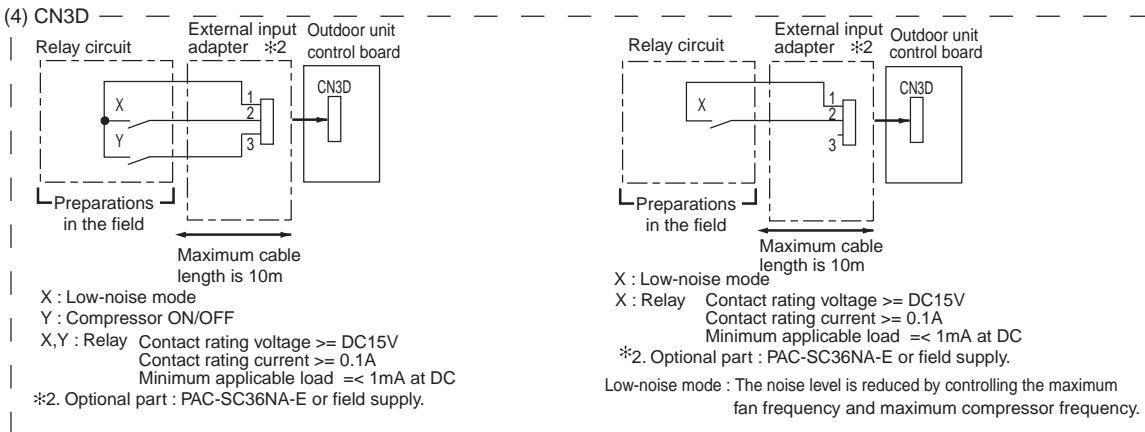 (4) CN3D
Relay circuit
External input
adapter ✻2
Outdoor unit
control board
X
Y
1
2
3
CN3D
Preparations
in the field
Maximum cable
length is 10m
X : Low-noise mode
Y : Compressor ON/OFF
X,Y : Relay Contact rating voltage >= DC15V
Contact rating current >= 0.1A
Minimum applicable load =< 1mA at DC
✻2. Optional part : PAC-SC36NA-E or field supply.
Relay circuit
External input
adapter ✻2
Outdoor unit
control board
X
1
2
3
CN3D
Preparations
in the field
Maximum cable
length is 10m
X : Low-noise mode
X : Relay Contact rating voltage >= DC15V
Contact rating current >= 0.1A
Minimum applicable load =< 1mA at DC
✻2. Optional part : PAC-SC36NA-E or field supply.
Low-noise mode : The noise level is reduced by controlling the maximum
fan frequency and maximum compressor frequency.